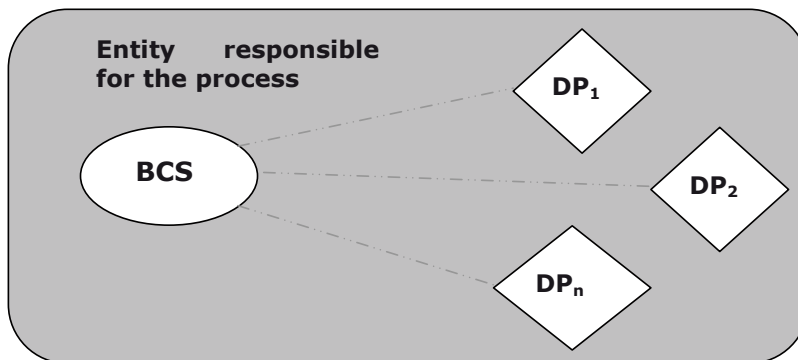 Entity responsible
for the process
DP₁
BCS
DP₂
DPₙ